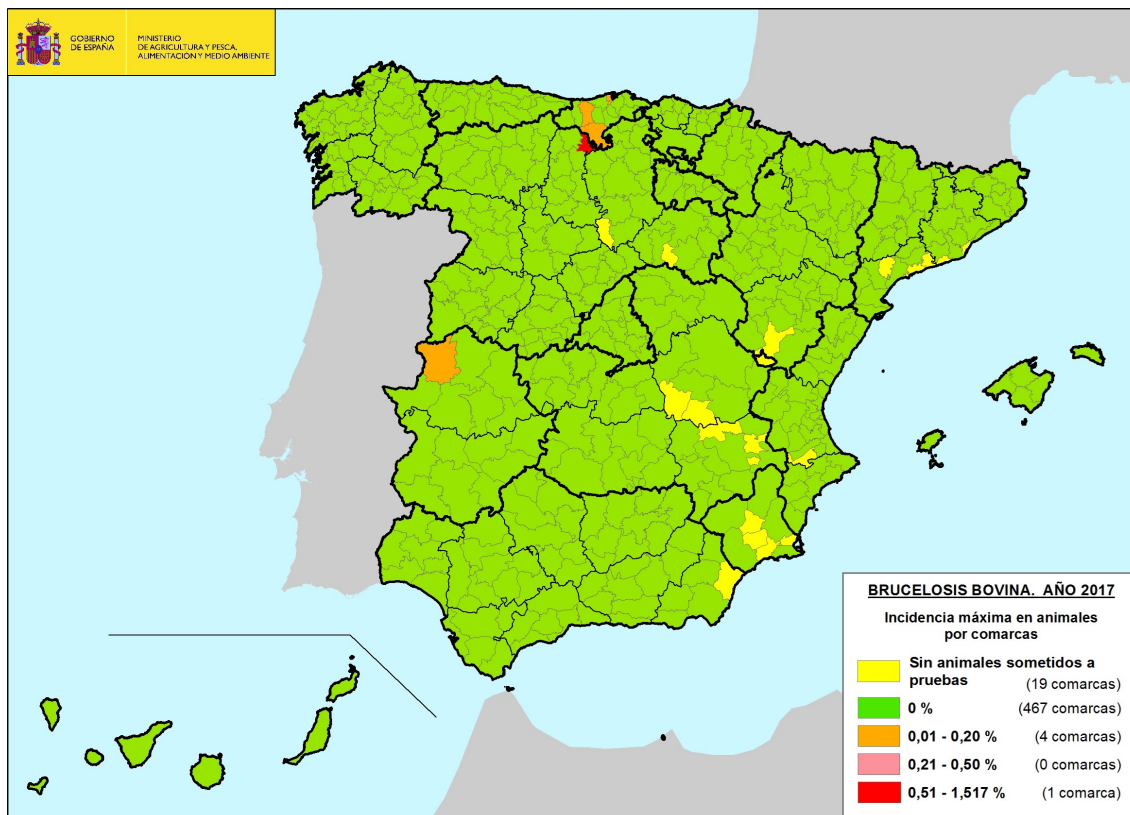 GOBIERNO
DE ESPAÑA
MINISTERIO
DE AGRICULTURA Y PESCA,
ALIMENTACIÓN Y MEDIO AMBIENTE
BRUCELOSIS BOVINA. AÑO 2017
Incidencia máxima en animales
por comarcas
Sin animales sometidos a
pruebas (19 comarcas)
0 % (467 comarcas)
0,01 - 0,20 % (4 comarcas)
0,21 - 0,50 % (0 comarcas)
0,51 - 1,517 % (1 comarca)